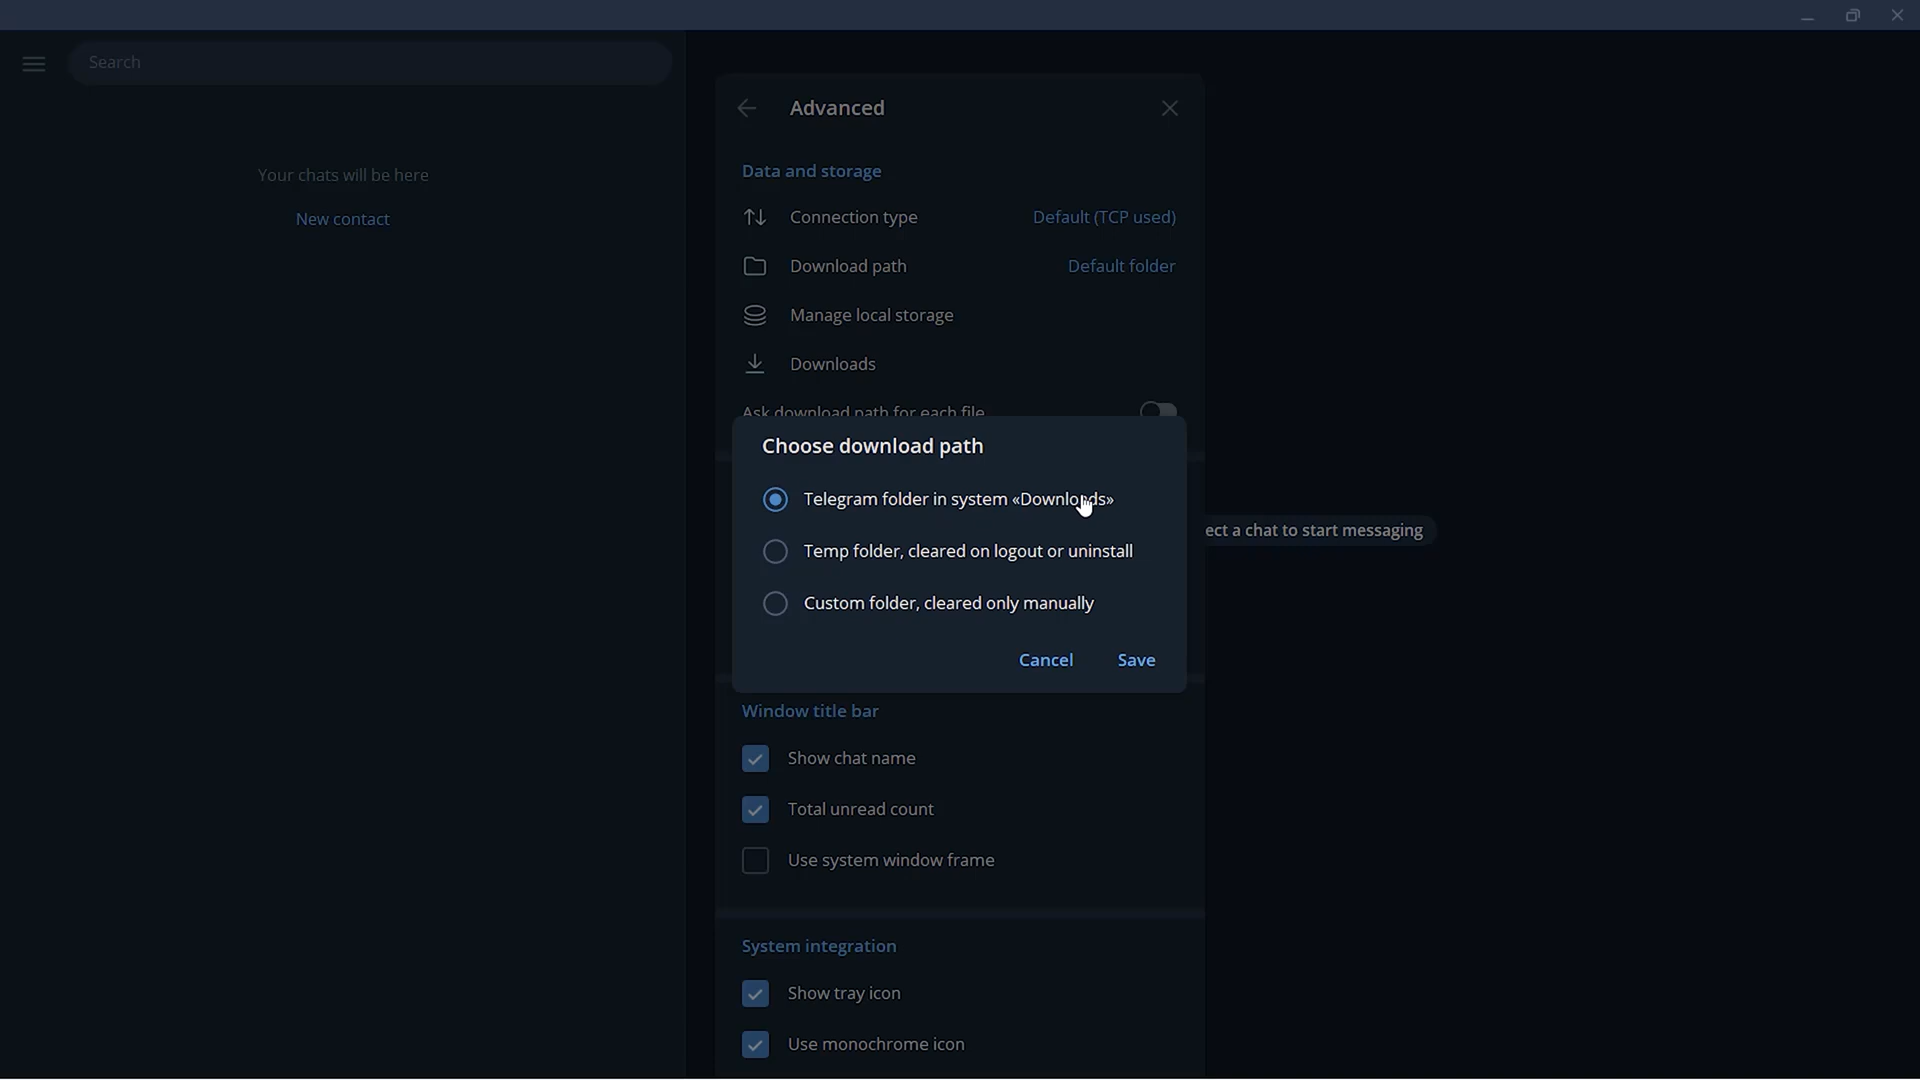 Search
Your chats will be here
New contact
Advanced
Data and storage
Connection type Default (TCP used)
Download path Default folder
Manage local storage
Downloads
Ask download path for each file
Choose download path
Telegram folder in system «Downloads»
Temp folder, cleared on logout or uninstall
Custom folder, cleared only manually
Cancel Save
ect a chat to start messaging
Window title bar
Show chat name
Total unread count
Use system window frame
System integration
Show tray icon
Use monochrome icon